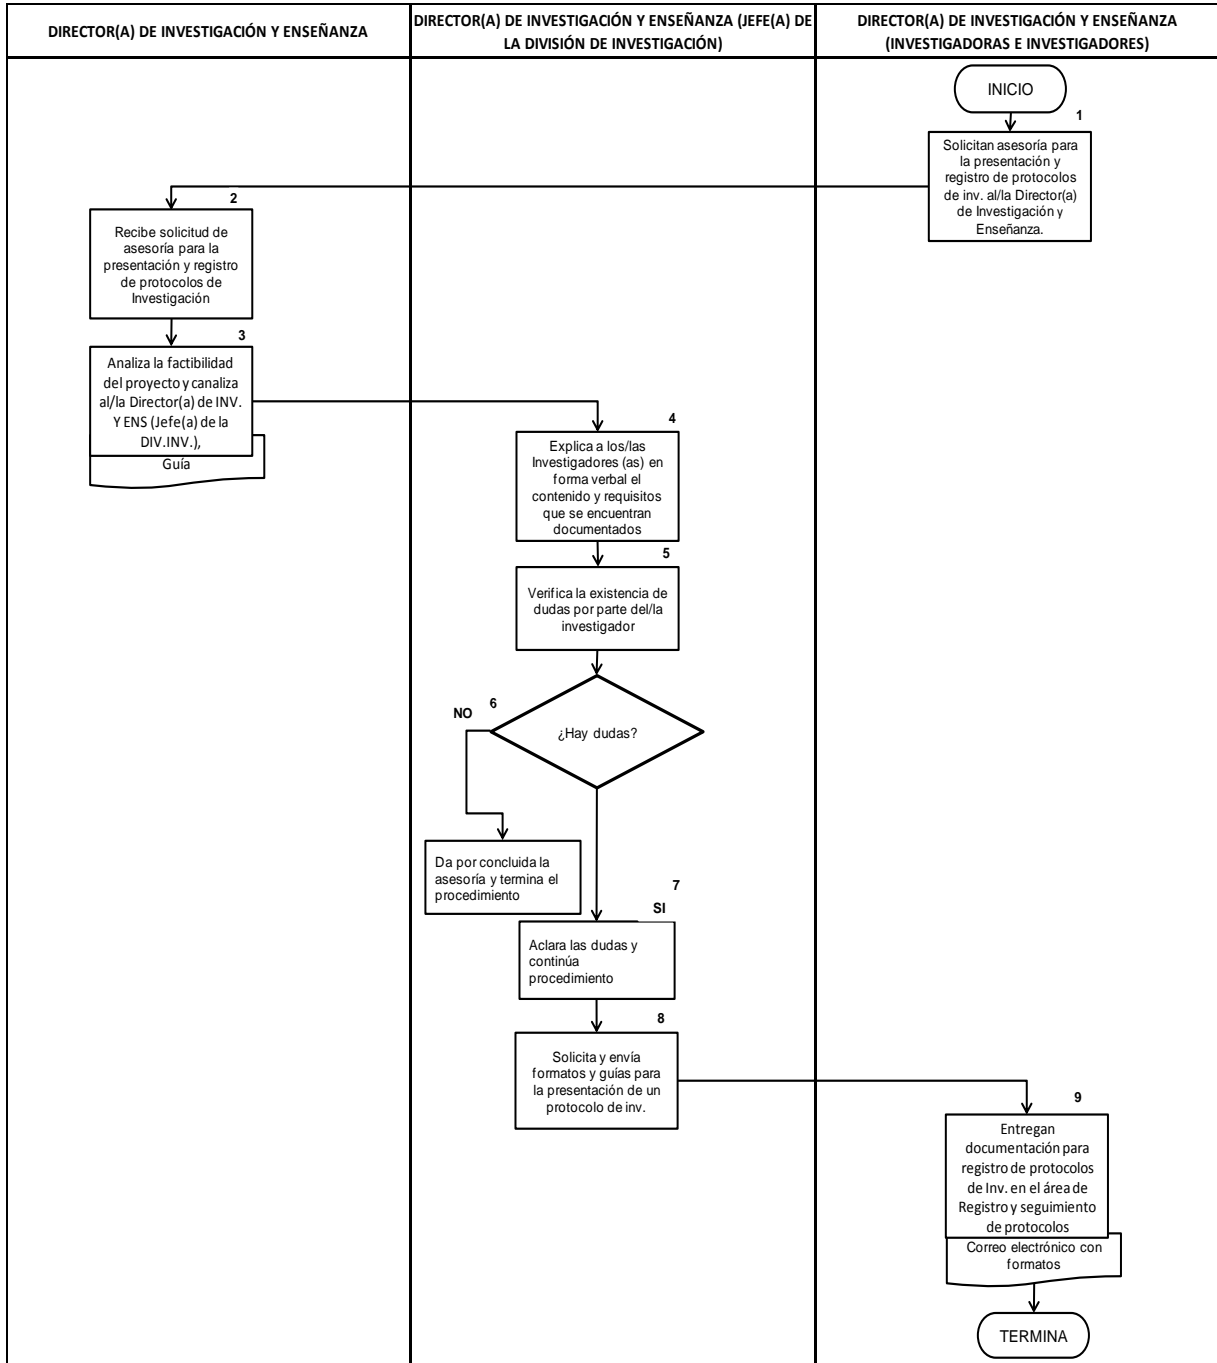 DIRECTOR(A) DE INVESTIGACIÓN Y ENSEÑANZA
DIRECTOR(A) DE INVESTIGACIÓN Y ENSEÑANZA (JEFE(A) DE
LA DIVISIÓN DE INVESTIGACIÓN)
DIRECTOR(A) DE INVESTIGACIÓN Y ENSEÑANZA
(INVESTIGADORAS E INVESTIGADORES)
INICIO
1
Solicitan asesoría para
la presentación y
registro de protocolos
de inv. al/la Director(a)
de Investigación y
Enseñanza.
2
Recibe solicitud de
asesoría para la
presentación y registro
de protocolos de
Investigación
3
Analiza la factibilidad
del proyecto y canaliza
al/la Director(a) de INV.
Y ENS (Jefe(a) de la
DIV.INV.),
Guía
4
Explica a los/las
Investigadores (as) en
forma verbal el
contenido y requisitos
que se encuentran
documentados
5
Verifica la existencia de
dudas por parte del/la
investigador
6
NO
¿Hay dudas?
Da por concluida la
asesoría y termina el
procedimiento
7
SI
Aclara las dudas y
continúa
procedimiento
8
Solicita y envía
formatos y guías para
la presentación de un
protocolo de inv.
9
Entregan
documentación para
registro de protocolos
de Inv. en el área de
Registro y seguimiento
de protocolos
Correo electrónico con
formatos
TERMINA